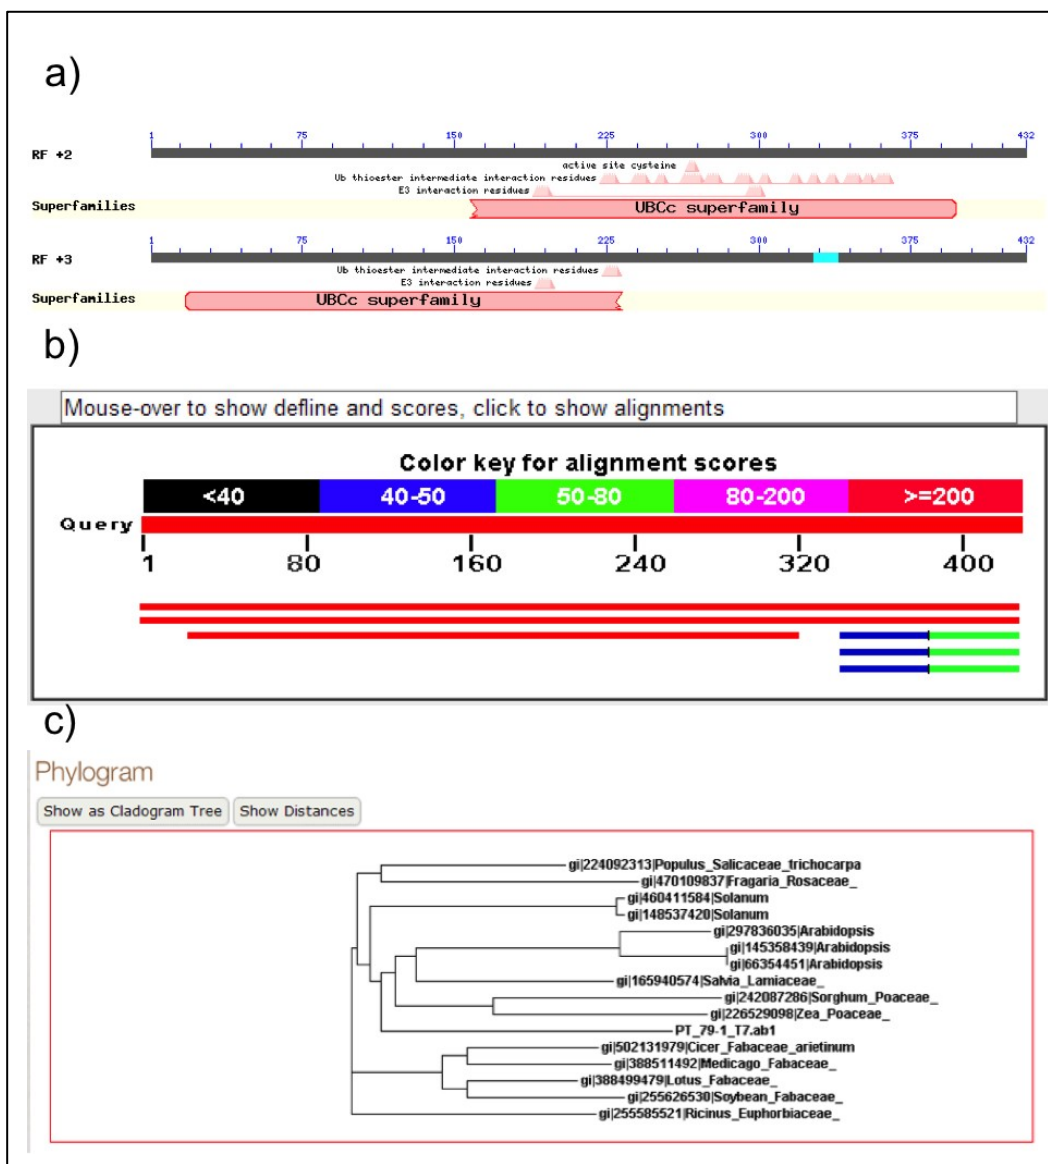 a)
1 75 150 225 300 375 432
RF +2
active site cysteine
Ub thioester intermediate interaction residues
E3 interaction residues
Superfamilies UBCc superfamily
1 75 150 225 300 375 432
RF +3
Ub thioester intermediate interaction residues
E3 interaction residues
Superfamilies UBCc superfamily
b)
Mouse-over to show defline and scores, click to show alignments
Color key for alignment scores
<40 40-50 50-80 80-200 >=200
Query
1 80 160 240 320 400
c)
Phylogram
Show as Cladogram Tree Show Distances
gi|224092313|Populus_Salicaceae_trichocarpa
gi|470109837|Fragaria_Rosaceae_
gi|460411584|Solanum
gi|148537420|Solanum
gi|297836035|Arabidopsis
gi|145358439|Arabidopsis
gi|66354451|Arabidopsis
gi|165940574|Salvia_Lamiaceae_
gi|242087286|Sorghum_Poaceae_
gi|226529098|Zea_Poaceae_
PT_79-1_T7.ab1
gi|502131979|Cicer_Fabaceae_arietinum
gi|388511492|Medicago_Fabaceae_
gi|388499479|Lotus_Fabaceae_
gi|255626530|Soybean_Fabaceae_
gi|255585521|Ricinus_Euphorbiaceae_